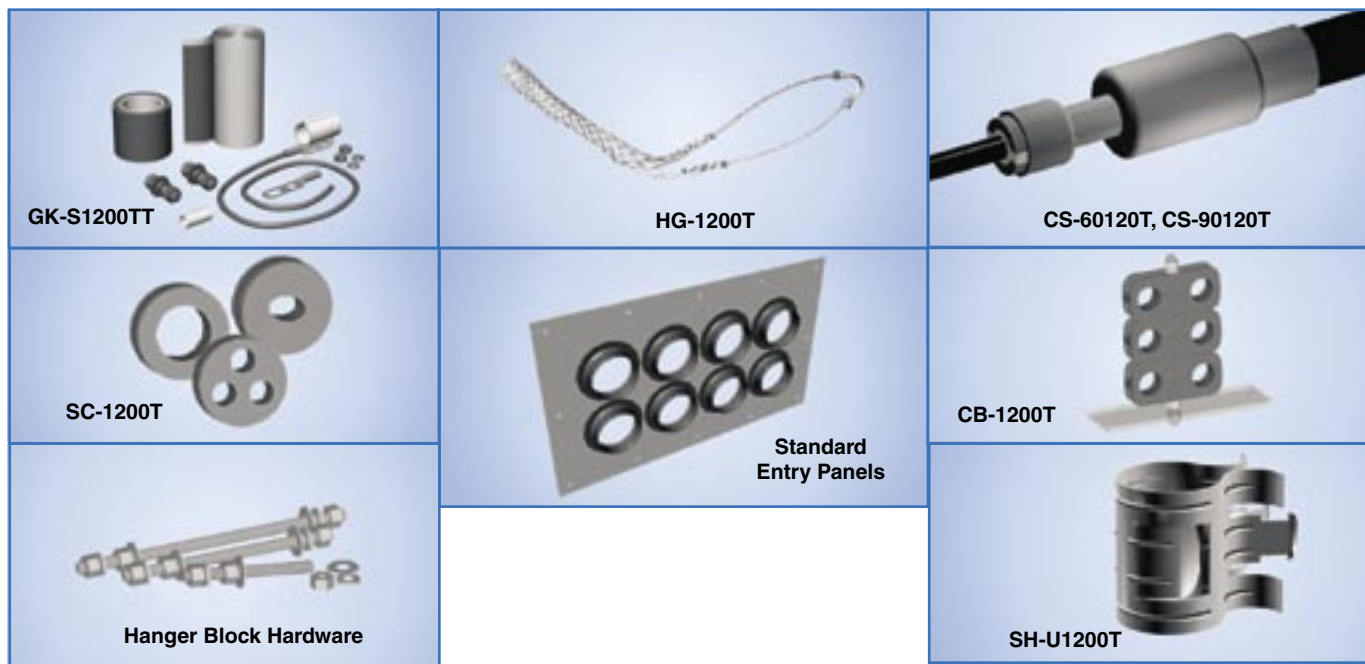 GK-S1200TT
HG-1200T
CS-60120T, CS-90120T
SC-1200T
Standard
Entry Panels
CB-1200T
Hanger Block Hardware
SH-U1200T